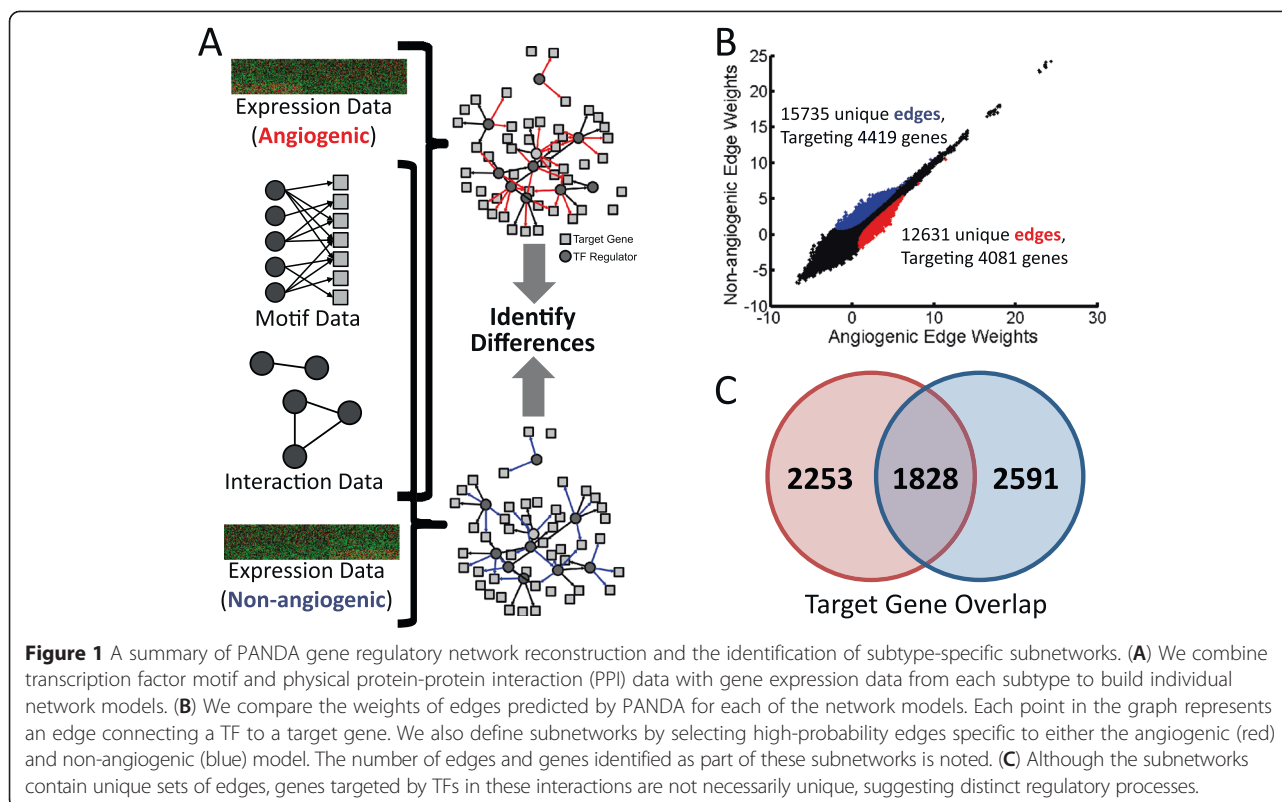 A
Expression Data
(Angiogenic)
Motif Data
Interaction Data
Expression Data
(Non-angiogenic)
Target Gene
TF Regulator
Identify
Differences
B
Non-angiogenic Edge Weights
25
20
15
10
5
0
-5
-10
-10
0
10
20
30
Angiogenic Edge Weights
15735 unique edges,
Targeting 4419 genes
12631 unique edges,
Targeting 4081 genes
C
2253
1828
2591
Target Gene Overlap
Figure 1 A summary of PANDA gene regulatory network reconstruction and the identification of subtype-specific subnetworks. (A) We combine
transcription factor motif and physical protein-protein interaction (PPI) data with gene expression data from each subtype to build individual
network models. (B) We compare the weights of edges predicted by PANDA for each of the network models. Each point in the graph represents
an edge connecting a TF to a target gene. We also define subnetworks by selecting high-probability edges specific to either the angiogenic (red)
and non-angiogenic (blue) model. The number of edges and genes identified as part of these subnetworks is noted. (C) Although the subnetworks
contain unique sets of edges, genes targeted by TFs in these interactions are not necessarily unique, suggesting distinct regulatory processes.